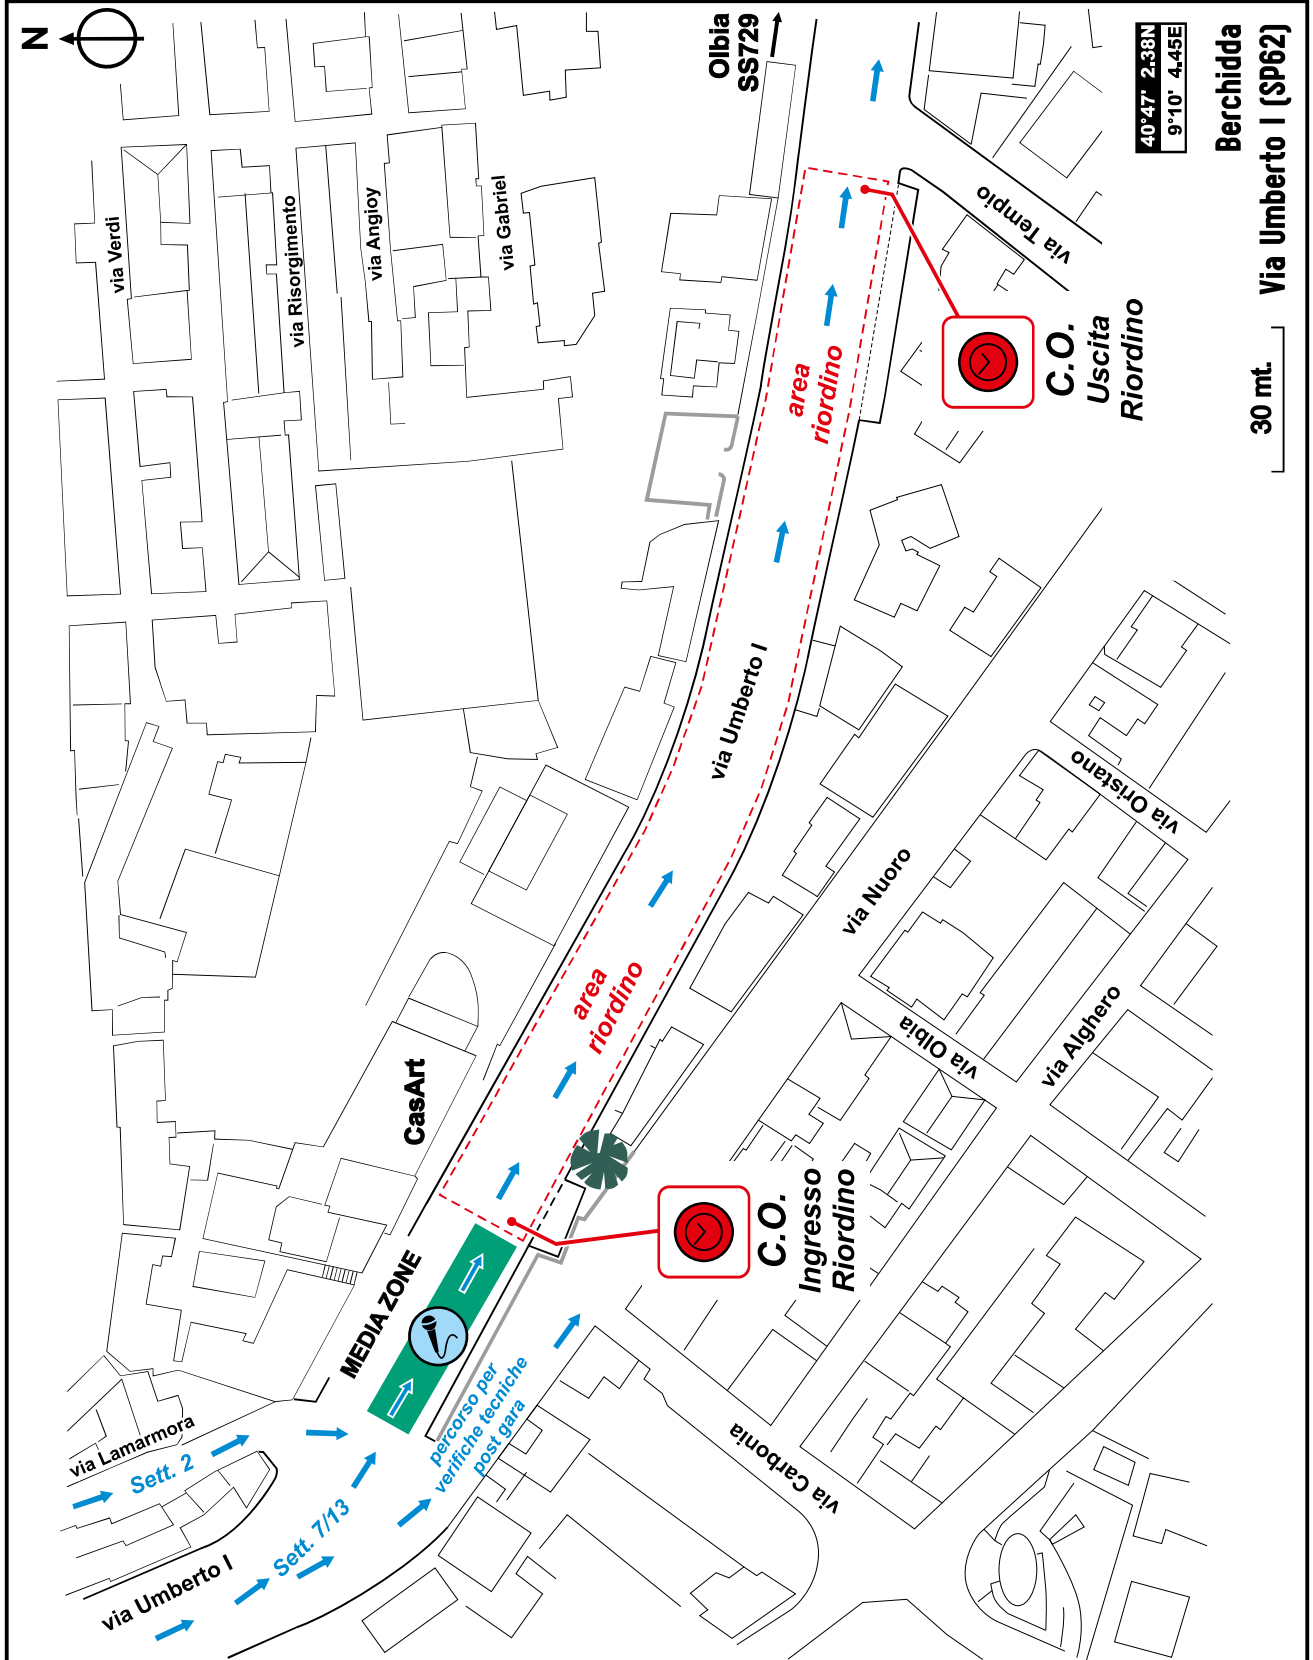 N
Olbia
SS729
40°47' 2.38N
9°10' 4.45E
Berchidda
Via Umberto I (SP62)
30 mt.
via Verdi
via Risorgimento
via Angioy
via Gabriel
via Tempio
area
riordino
C.O.
Uscita
Riordino
via Umberto I
via Nuoro
via Oristano
area
riordino
via Olbia
via Alghero
CasArt
C.O.
Ingresso
Riordino
MEDIA ZONE
percorso per
verifiche tecniche
post gara
via Carbonia
via Lamarmora
Sett. 2
Sett. 7/13
via Umberto I